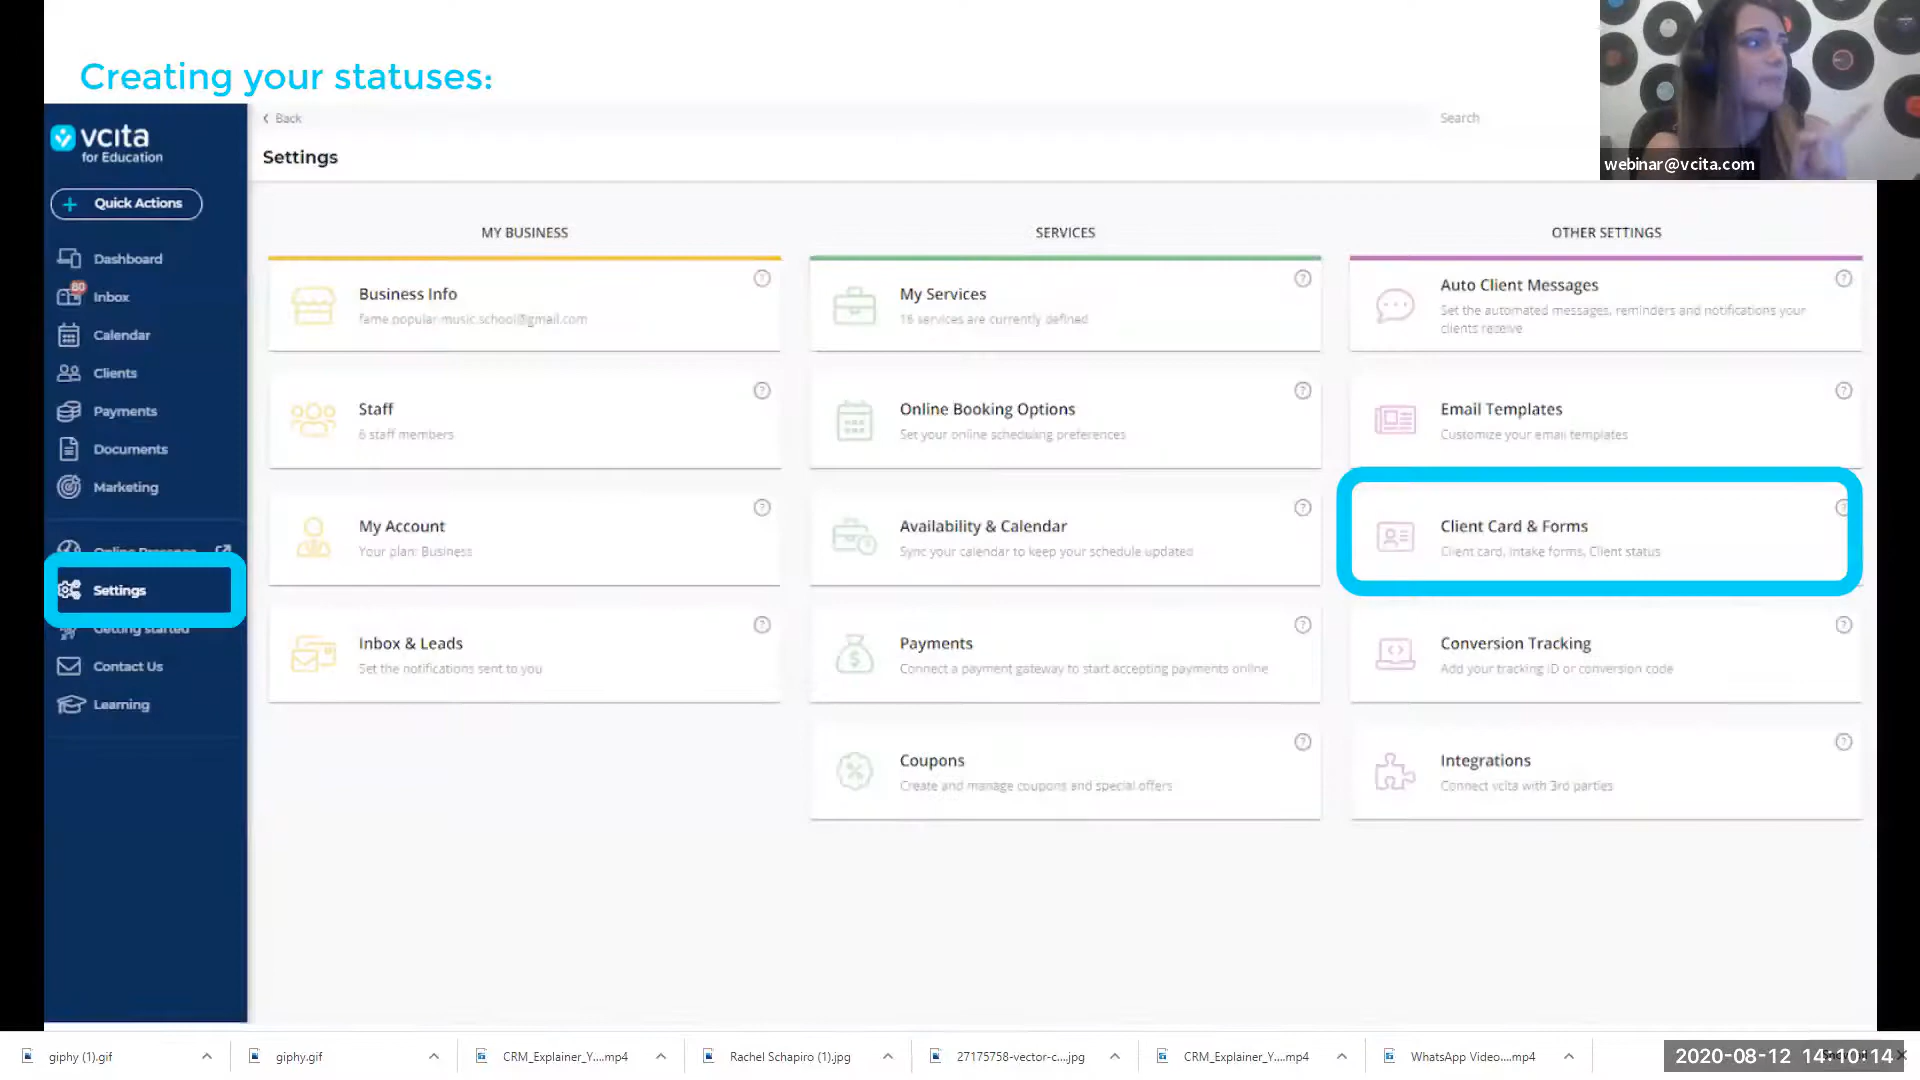 Creating your statuses:
webinar@vcita.com
vcita
for Education
Quick Actions
Dashboard
80
Inbox
Calendar
Clients
Payments
Documents
Marketing
Online Presence
Settings
Getting started
Contact Us
Learning
Back
Search
Settings
MY BUSINESS
Business Info
fame.popular.music.school@gmail.com
Staff
6 staff members
My Account
Your plan: Business
Inbox & Leads
Set the notifications sent to you
SERVICES
My Services
16 services are currently defined
Online Booking Options
Set your online scheduling preferences
Availability & Calendar
Sync your calendar to keep your schedule updated
Payments
Connect a payment gateway to start accepting payments online
Coupons
Create and manage coupons and special offers
OTHER SETTINGS
Auto Client Messages
Set the automated messages, reminders and notifications your
clients receive
Email Templates
Customize your email templates
Client Card & Forms
Client card, Intake forms, Client status
Conversion Tracking
Add your tracking ID or conversion code
Integrations
Connect vcita with 3rd parties
giphy (1).gif
giphy.gif
CRM_Explainer_Y....mp4
Rachel Schapiro (1).jpg
27175758-vector-c....jpg
CRM_Explainer_Y....mp4
WhatsApp Video....mp4
2020-08-12 14:10:14